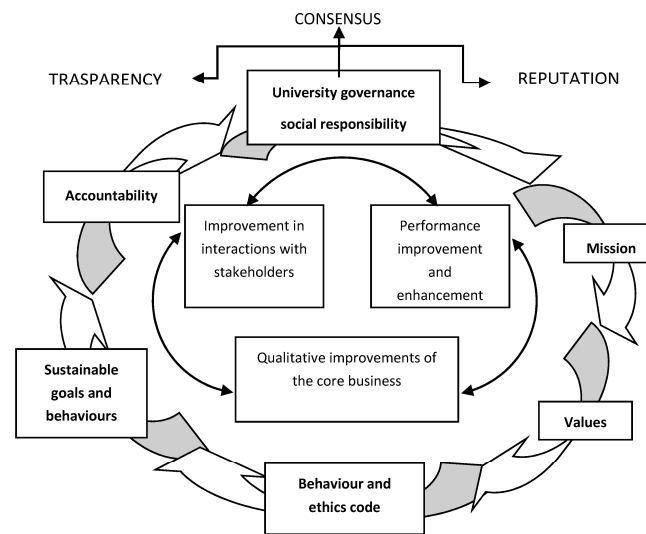 CONSENSUS
TRASPARENCY
REPUTATION
University governance
social responsibility
Accountability
Improvement in
interactions with
stakeholders
Performance
improvement
and
enhancement
Mission
Qualitative improvements of
the core business
Sustainable
goals and
behaviours
Values
Behaviour and
ethics code